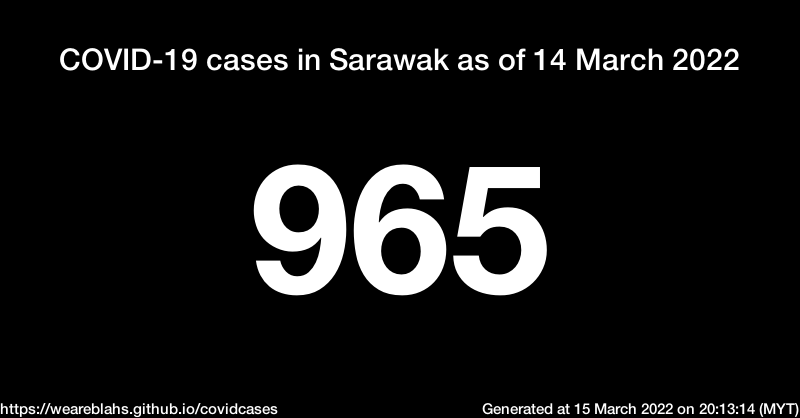 COVID-19 cases in Sarawak as of 14 March 2022
965
https://weareblahs.github.io/covidcases
Generated at 15 March 2022 on 20:13:14 (MYT)